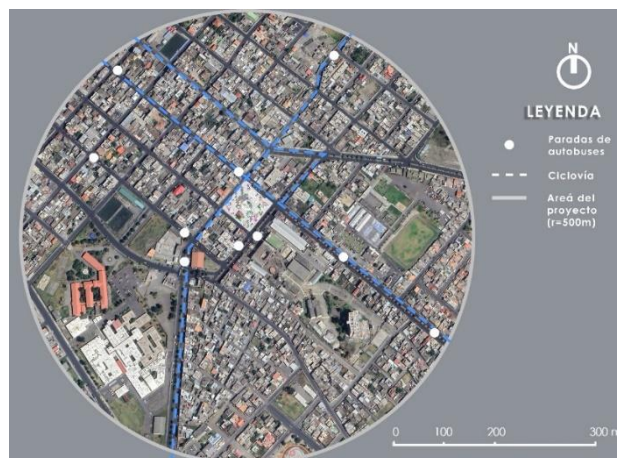 N
LEYENDA
Paradas de
autobuses
Ciclovía
Areá del
proyecto
(r=500m)
0 100 200 300 m